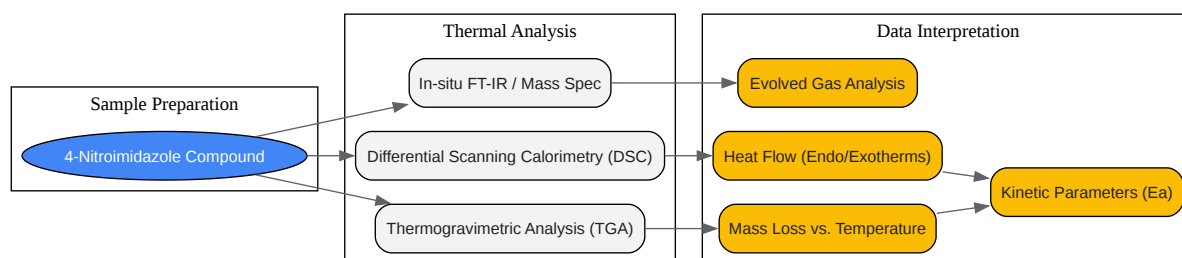 Sample Preparation
4-Nitroimidazole Compound
Thermal Analysis
In-situ FT-IR / Mass Spec
Differential Scanning Calorimetry (DSC)
Thermogravimetric Analysis (TGA)
Data Interpretation
Evolved Gas Analysis
Heat Flow (Endo/Exotherms)
Mass Loss vs. Temperature
Kinetic Parameters (Ea)